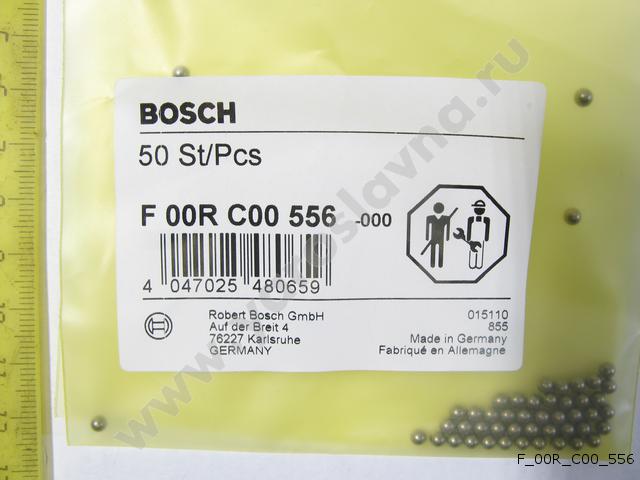 BOSCH
50 St/Pcs
F 00R C00 556 -000
4 047025 480659
Robert Bosch GmbH
Auf der Breit 4
76227 Karlsruhe
GERMANY
015110
855
Made in Germany
Fabriqué en Allemagne
www.yaroslavna.ru
F_00R_C00_556